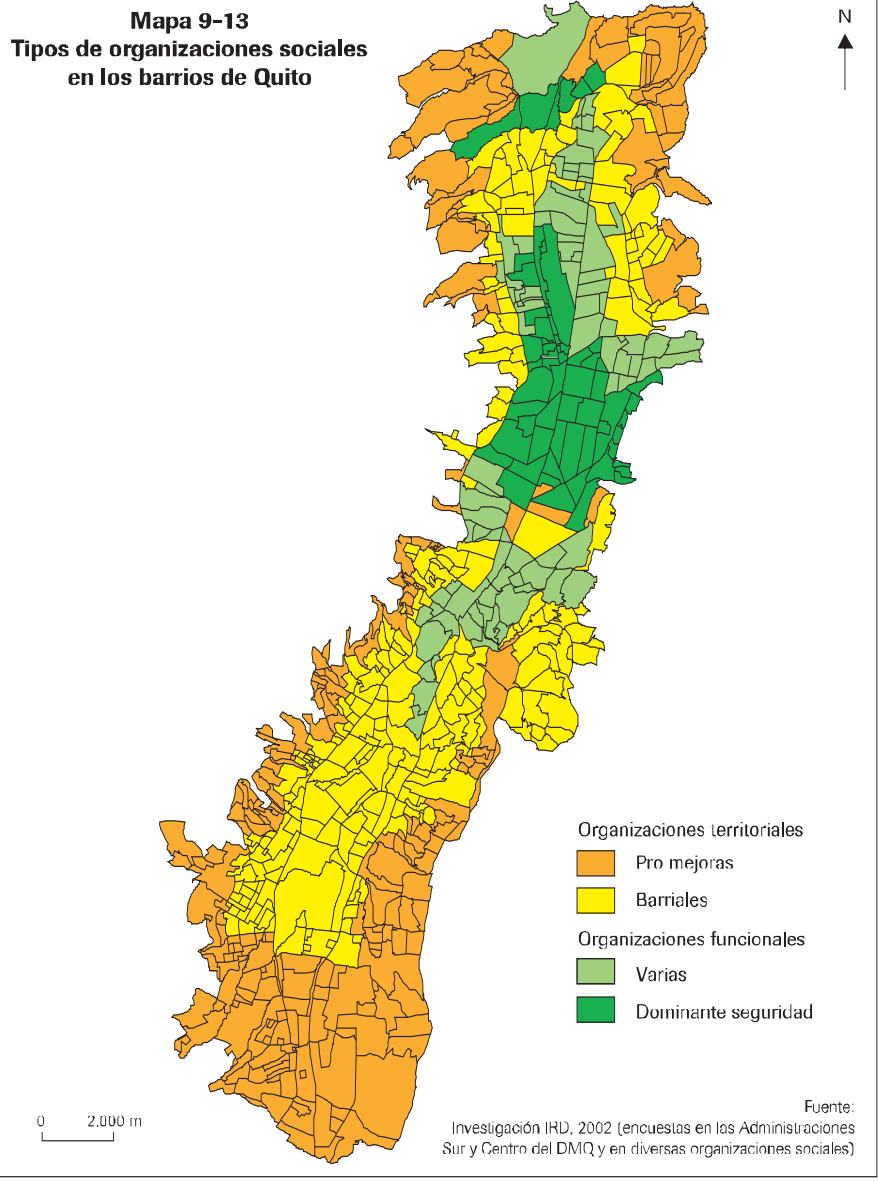 Mapa 9-13
Tipos de organizaciones sociales
en los barrios de Quito
N
Organizaciones territoriales
Pro mejoras
Barriales
Organizaciones funcionales
Varias
Dominante seguridad
0 2.000 m
Fuente:
Investigación IRD, 2002 (encuestas en las Administraciones
Sur y Centro del DMQ y en diversas organizaciones sociales)